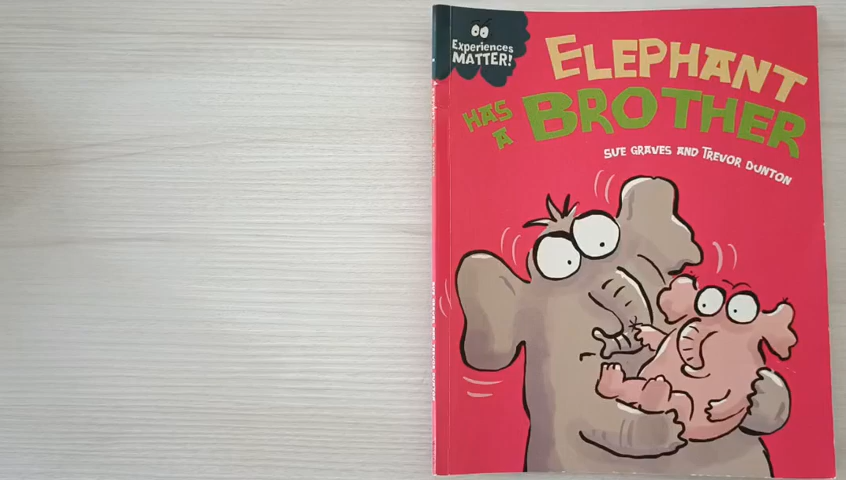 Experiences
MATTER!
ELEPHANT
HAS
A
BROTHER
SUE GRAVES AND TREVOR DUNTON